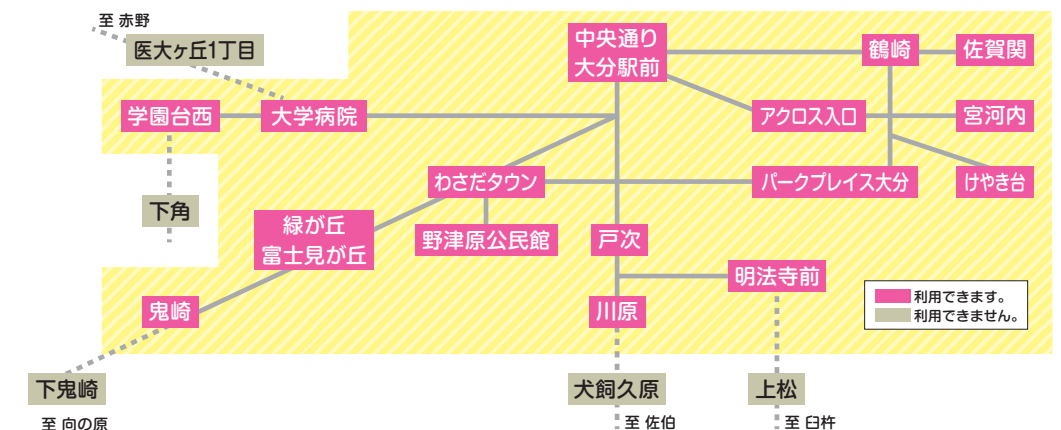 至 赤野
医大ヶ丘1丁目
中央通り
大分駅前
鶴崎
佐賀関
学園台西
大学病院
アクロス入口
宮河内
わさだタウン
パークプレイス大分
けやき台
下角
緑が丘
富士見が丘
野津原公民館
戸次
明法寺前
鬼崎
川原
利用できます。
利用できません。
下鬼崎
犬飼久原
上松
至 向の原
至 佐伯
至 臼杵